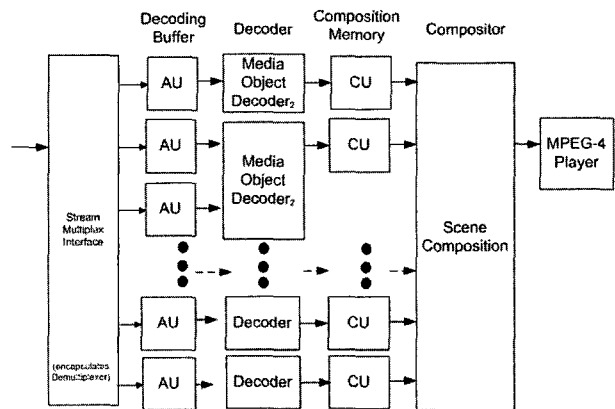 Decoding
Buffer
Decoder
Composition
Memory
Compositor
AU
Media
Object
Decoder₂
CU
AU
Media
Object
Decoder₂
CU
MPEG-4
Player
AU
Stream
Multiplex
Interface
Scene
Composition
AU
Decoder
CU
(encapsulates
Demultiplexer)
AU
Decoder
CU